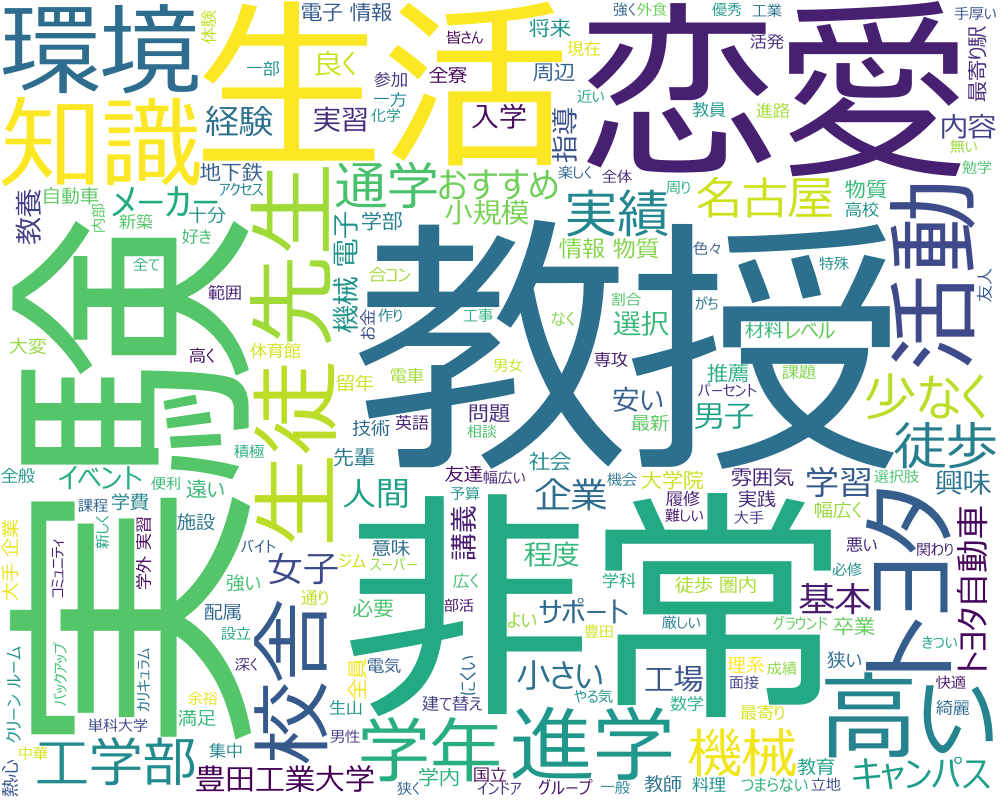 環境
生活
恋愛
電子 情報
体験
一部
良く
皆さん
参加
一方
化学
全寮
将来
現在
周辺
近い
強く
外食
優秀
工業
活発
手厚い
最寄り駅
教員
進路
内容
無い
勉学
知識
経験
実習
入学
指導
楽しく
全体
周り
地下鉄
アクセス
自動車
メーカー
教養
内部
新築
十分
好き
通学
おすすめ
小規模
学部
実績
名古屋
物質
高校
活動
友人
実験
全て
範囲
大変
高く
先生
生徒
機械
電子
合コン
お金
作り
情報 物質
工事
なく
割合
選択
色々
特殊
がち
教授
材料レベル
課題
専攻
推薦
パーセント
少なく
体育館
留年
電車
男女
技術
英語
問題
相談
安い
最新
男子
徒歩
積極
先輩
友達
幅広い
社会
機会
大学院
雰囲気
学習
選択肢
興味
全般
イベント
便利
遠い
人間
予算
企業
履修
難しい
実践
大手
幅広く
大手 企業
課程
学費
新しく
コミュニティ
学外 実習
施設
バイト
女子
ジム
スーパー
意味
講義
程度
非常
悪い
関わり
トヨタ
トヨタ自動車
強い
配属
通り
必要
広く
部活
よい
学科
サポート
豊田
徒歩 圏内
厳しい
必修
基本
グラウンド
卒業
きつい
設立
深く
校舎
全員
電気
にくい
小さい
やる気
工場
理系
面接
成績
狭い
高い
快適
綺麗
クリーン ルーム
バックアップ
カリキュラム
余裕
満足
単科大学
生山
建て替え
数学
最寄り
熱心
中華
工学部
集中
男性
学年
進学
機械
教育
キャンパス
豊田工業大学
学内
狭く
国立
インドア
グループ
一般
教師
料理
つまらない
立地